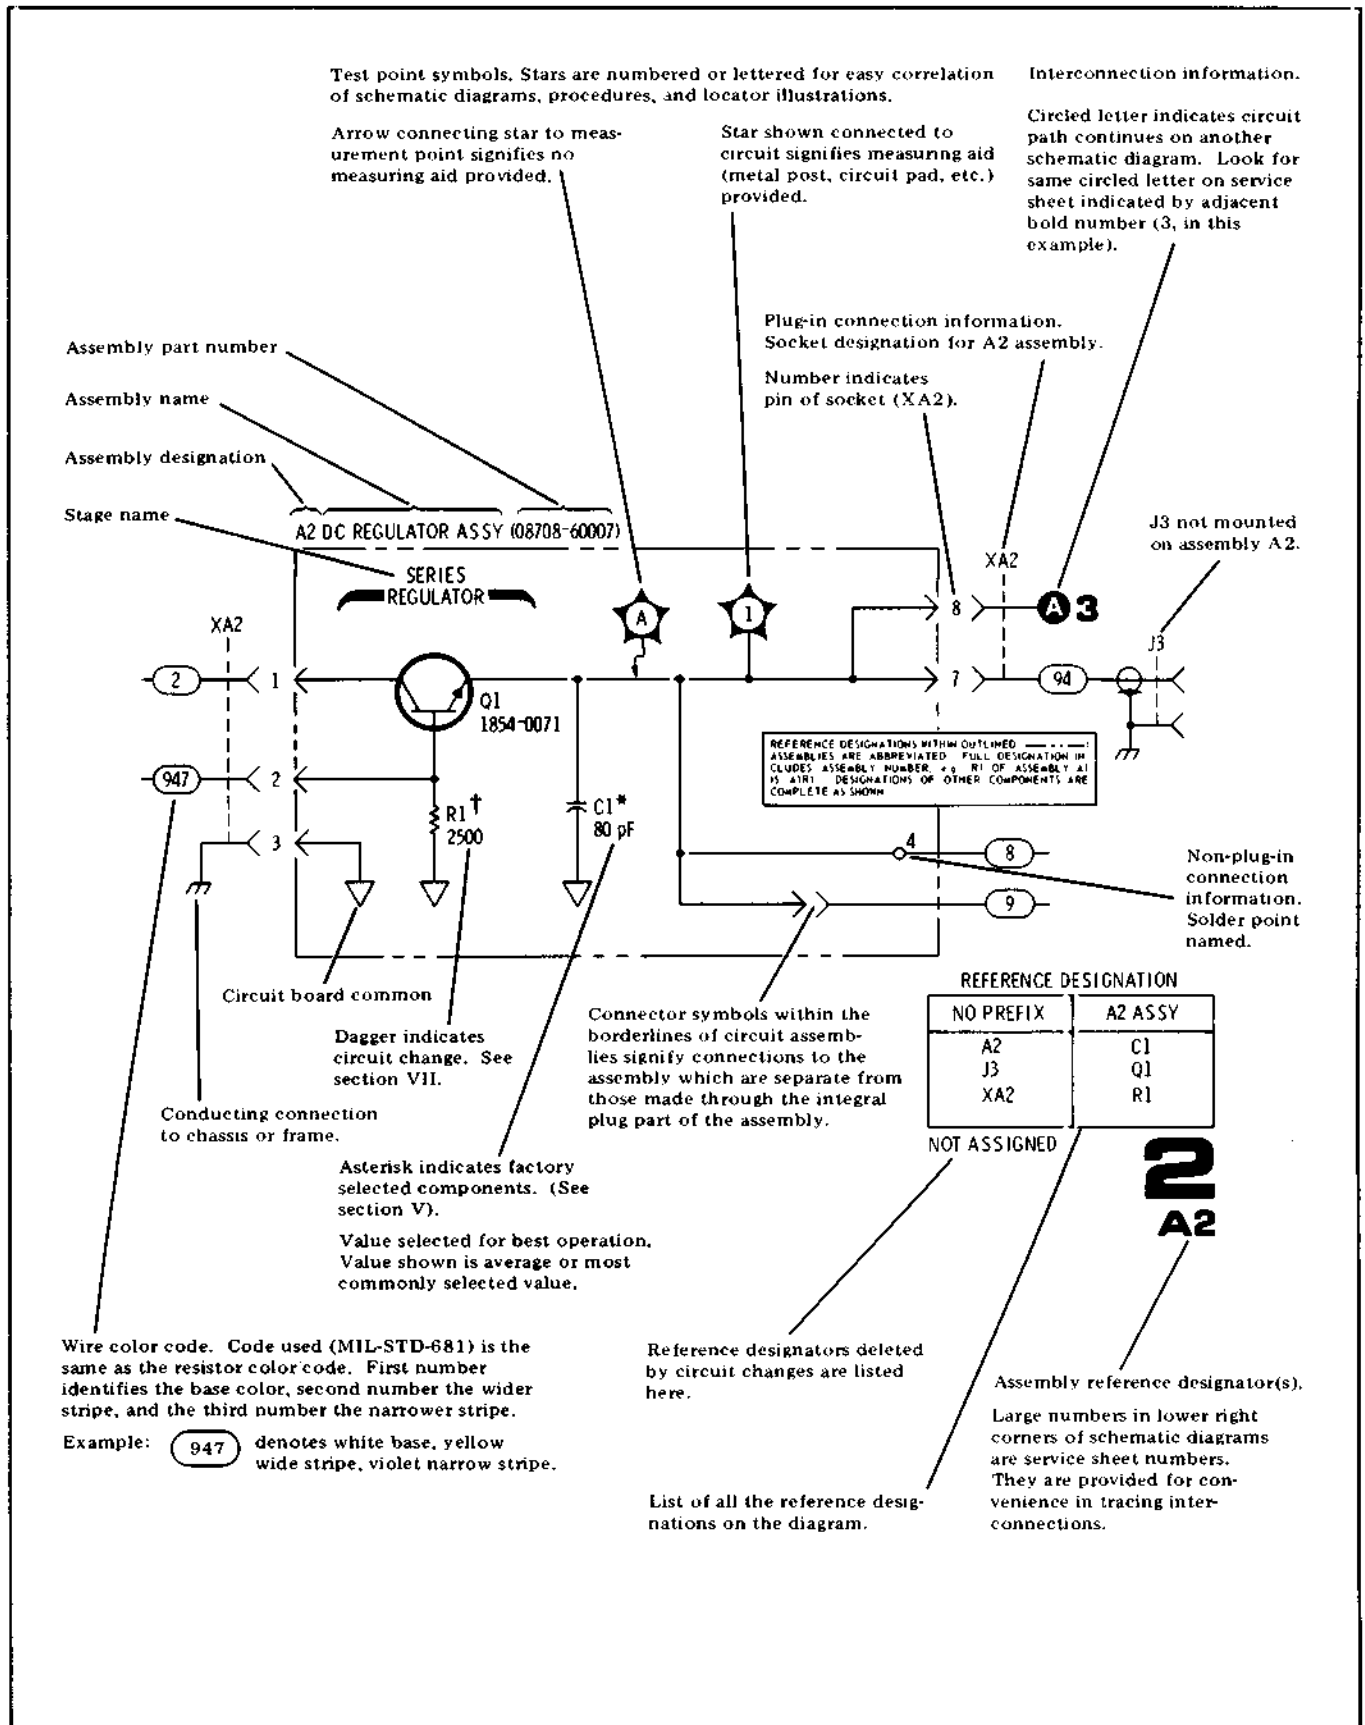 Test point symbols. Stars are numbered or lettered for easy correlation
of schematic diagrams, procedures, and locator illustrations.
Arrow connecting star to meas-
urement point signifies no
measuring aid provided.
Star shown connected to
circuit signifies measuring aid
(metal post, circuit pad, etc.)
provided.
Interconnection information.
Circled letter indicates circuit
path continues on another
schematic diagram. Look for
same circled letter on service
sheet indicated by adjacent
bold number (3, in this
example).
Plug-in connection information.
Socket designation for A2 assembly.
Number indicates
pin of socket (XA2).
Assembly part number
Assembly name
Assembly designation
Stage name
A2 DC REGULATOR ASSY (08708-60007)
J3 not mounted
on assembly A2.
SERIES
REGULATOR
XA2
A
1
8
XA2
A 3
J3
2
1
Q1
1854-0071
7
94
REFERENCE DESIGNATIONS WITHIN OUTLINED
ASSEMBLIES ARE ABBREVIATED. FULL DESIGNATION IN
CLUDES ASSEMBLY NUMBER, e g R1 OF ASSEMBLY A1
IS A1R1 DESIGNATIONS OF OTHER COMPONENTS ARE
COMPLETE AS SHOWN
947
2
R1†
2500
C1*
80 pF
3
4
8
9
Non-plug-in
connection
information.
Solder point
named.
Circuit board common
Dagger indicates
circuit change. See
section VII.
Conducting connection
to chassis or frame.
Connector symbols within the
borderlines of circuit assemb-
lies signify connections to the
assembly which are separate from
those made through the integral
plug part of the assembly.
REFERENCE DESIGNATION
NO PREFIX A2 ASSY
A2 C1
J3 Q1
XA2 R1
NOT ASSIGNED
2
A2
Asterisk indicates factory
selected components. (See
section V).
Value selected for best operation.
Value shown is average or most
commonly selected value.
Wire color code. Code used (MIL-STD-681) is the
same as the resistor color code. First number
identifies the base color, second number the wider
stripe, and the third number the narrower stripe.
Example: 947 denotes white base, yellow
wide stripe, violet narrow stripe.
Reference designators deleted
by circuit changes are listed
here.
List of all the reference desig-
nations on the diagram.
Assembly reference designator(s).
Large numbers in lower right
corners of schematic diagrams
are service sheet numbers.
They are provided for con-
venience in tracing inter-
connections.